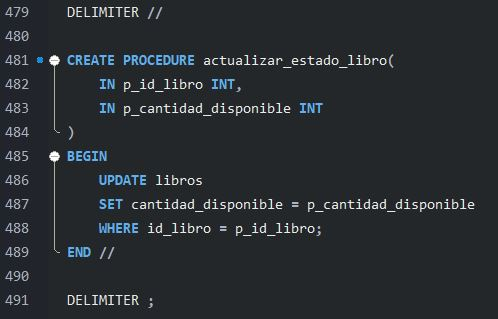 479 DELIMITER //
480
481 CREATE PROCEDURE actualizar_estado_libro(
482 IN p_id_libro INT,
483 IN p_cantidad_disponible INT
484 )
485 BEGIN
486 UPDATE libros
487 SET cantidad_disponible = p_cantidad_disponible
488 WHERE id_libro = p_id_libro;
489 END //
490
491 DELIMITER ;